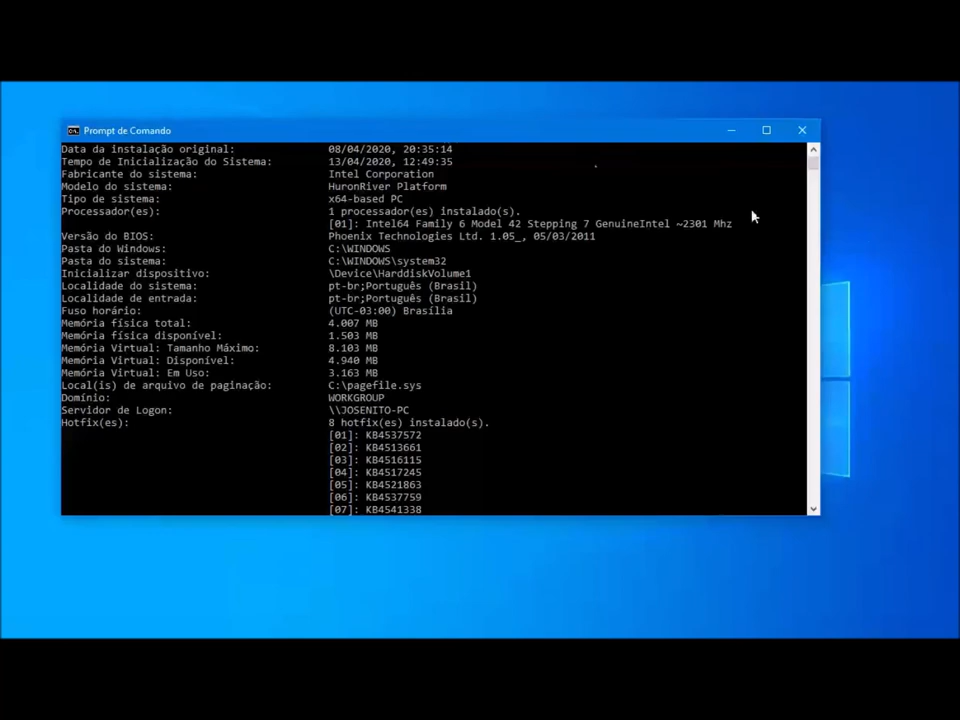 Prompt de Comando
Data da instalação original: 08/04/2020, 20:35:14
Tempo de Inicialização do Sistema: 13/04/2020, 12:49:35
Fabricante do sistema: Intel Corporation
Modelo do sistema: HuronRiver Platform
Tipo de sistema: x64-based PC
Processador(es): 1 processador(es) instalado(s).
[01]: Intel64 Family 6 Model 42 Stepping 7 GenuineIntel ~2301 Mhz
Versão do BIOS: Phoenix Technologies Ltd. 1.05_, 05/03/2011
Pasta do Windows: C:\WINDOWS
Pasta do sistema: C:\WINDOWS\system32
Inicializar dispositivo: \Device\HarddiskVolume1
Localidade do sistema: pt-br;Português (Brasil)
Localidade de entrada: pt-br;Português (Brasil)
Fuso horário: (UTC-03:00) Brasília
Memória física total: 4.007 MB
Memória física disponível: 1.503 MB
Memória Virtual: Tamanho Máximo: 8.103 MB
Memória Virtual: Disponível: 4.940 MB
Memória Virtual: Em Uso: 3.163 MB
Local(is) de arquivo de paginação: C:\pagefile.sys
Domínio: WORKGROUP
Servidor de Logon: \\JOSENITO-PC
Hotfix(es): 8 hotfix(es) instalado(s).
[01]: KB4537572
[02]: KB4513661
[03]: KB4516115
[04]: KB4517245
[05]: KB4521863
[06]: KB4537759
[07]: KB4541338